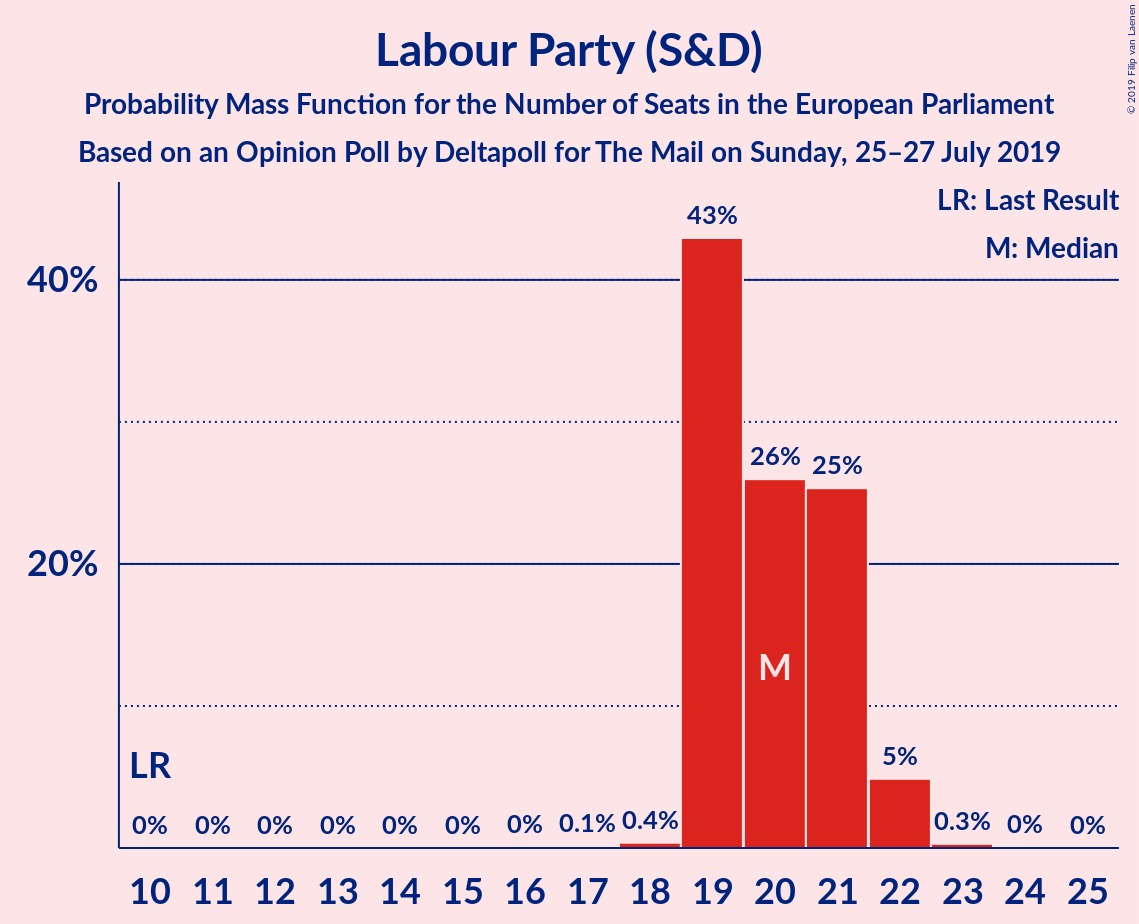 Labour Party (S&D)
Probability Mass Function for the Number of Seats in the European Parliament
Based on an Opinion Poll by Deltapoll for The Mail on Sunday, 25–27 July 2019
© 2019 Filip van Laenen
LR: Last Result
M: Median
40%
20%
43%
26%
25%
M
LR
5%
0%
0%
0%
0%
0%
0%
0%
0.1%
0.4%
0.3%
0%
0%
10 11 12 13 14 15 16 17 18 19 20 21 22 23 24 25